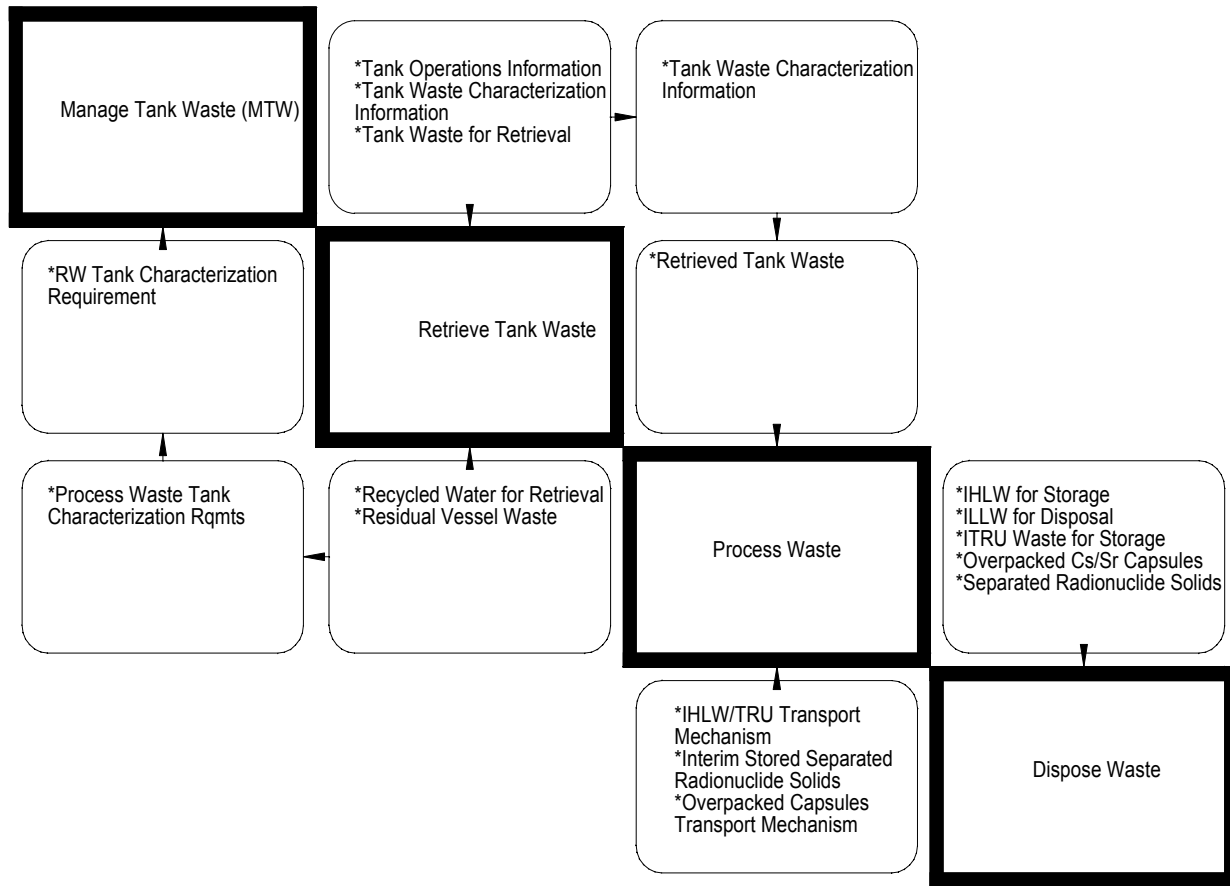 Manage Tank Waste (MTW)
*Tank Operations Information
*Tank Waste Characterization
Information
*Tank Waste for Retrieval
*Tank Waste Characterization
Information
*RW Tank Characterization
Requirement
Retrieve Tank Waste
*Retrieved Tank Waste
*Process Waste Tank
Characterization Rqmts
*Recycled Water for Retrieval
*Residual Vessel Waste
Process Waste
*IHLW for Storage
*ILLW for Disposal
*ITRU Waste for Storage
*Overpacked Cs/Sr Capsules
*Separated Radionuclide Solids
*IHLW/TRU Transport
Mechanism
*Interim Stored Separated
Radionuclide Solids
*Overpacked Capsules
Transport Mechanism
Dispose Waste